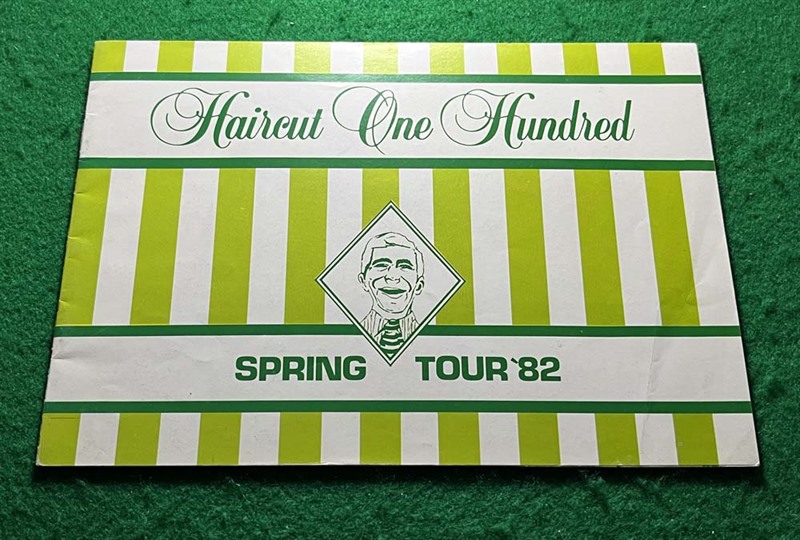 Haircut One Hundred
SPRING TOUR '82